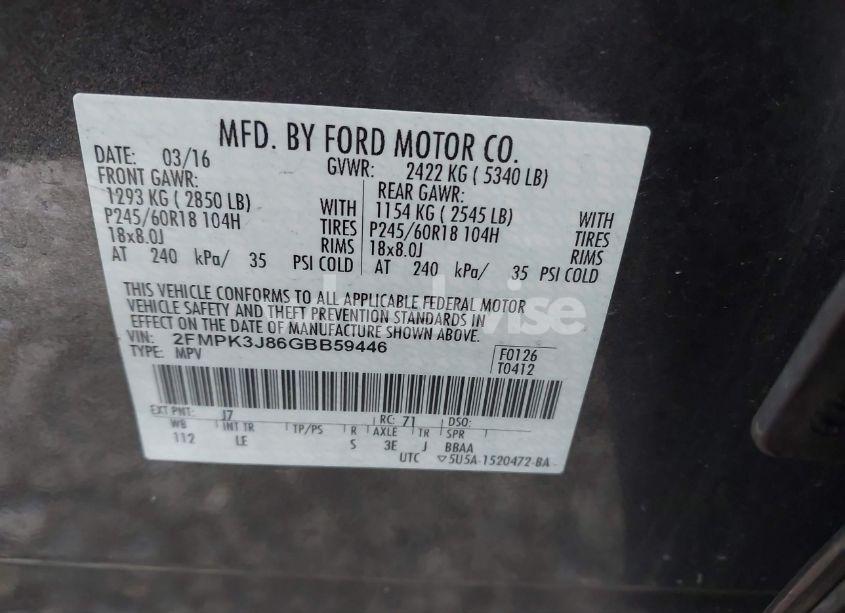 MFD. BY FORD MOTOR CO.
DATE: 03/16 GVWR: 2422 KG ( 5340 LB)
FRONT GAWR: REAR GAWR:
1293 KG ( 2850 LB) WITH 1154 KG ( 2545 LB) WITH
P245/60R18 104H TIRES P245/60R18 104H TIRES
18x8.0J RIMS 18x8.0J RIMS
AT 240 kPa/ 35 PSI COLD AT 240 kPa/ 35 PSI COLD
THIS VEHICLE CONFORMS TO ALL APPLICABLE FEDERAL MOTOR
VEHICLE SAFETY AND THEFT PREVENTION STANDARDS IN
EFFECT ON THE DATE OF MANUFACTURE SHOWN ABOVE.
VIN: 2FMPK3J86GBB59446
TYPE: MPV F0126
T0412
EXT PNT: J7 RC: 71 DSO:
WB INT TR TP/PS R AXLE TR SPR
112 LE S 3E J BBAA
UTC ▽5U5A-1520472-BA